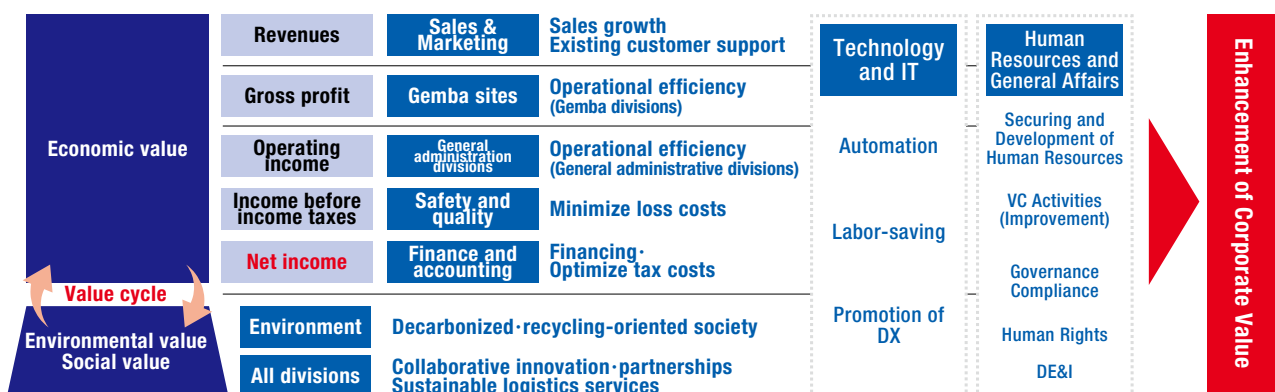 Economic value
Value cycle
Environmental value
Social value
Revenues
Sales &
Marketing
Sales growth
Existing customer support
Gross profit
Gemba sites
Operational efficiency
(Gemba divisions)
Operating
income
General
administration
divisions
Operational efficiency
(General administrative divisions)
Income before
income taxes
Safety and
quality
Minimize loss costs
Net income
Finance and
accounting
Financing·
Optimize tax costs
Environment
Decarbonized·recycling-oriented society
All divisions
Collaborative innovation·partnerships
Sustainable logistics services
Technology
and IT
Automation
Labor-saving
Promotion of
DX
Human
Resources and
General Affairs
Securing and
Development of
Human Resources
VC Activities
(Improvement)
Governance
Compliance
Human Rights
DE&I
Enhancement of Corporate Value